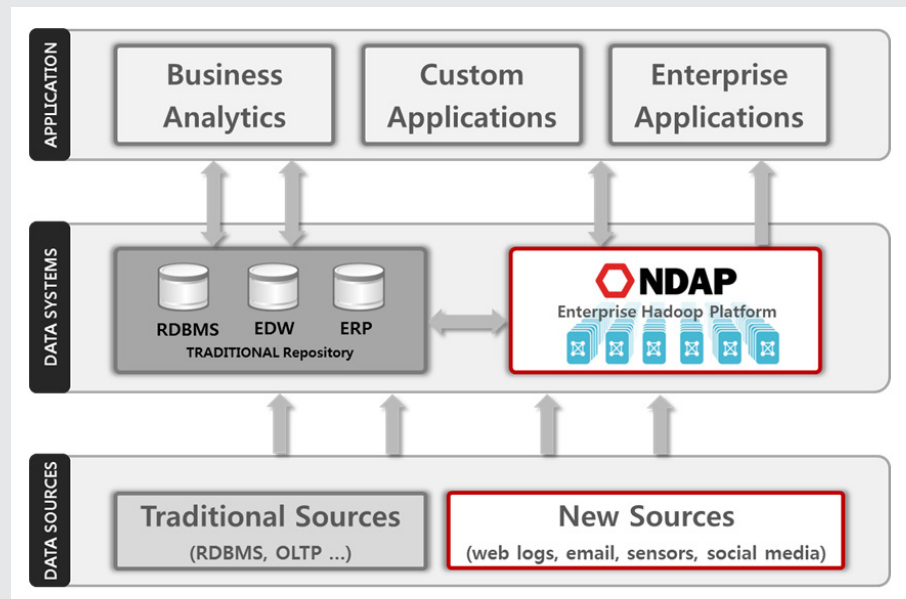 APPLICATION
Business
Analytics
Custom
Applications
Enterprise
Applications
DATA SYSTEMS
RDBMS
EDW
ERP
TRADITIONAL Repository
NDAP
Enterprise Hadoop Platform
DATA SOURCES
Traditional Sources
(RDBMS, OLTP ...)
New Sources
(web logs, email, sensors, social media)